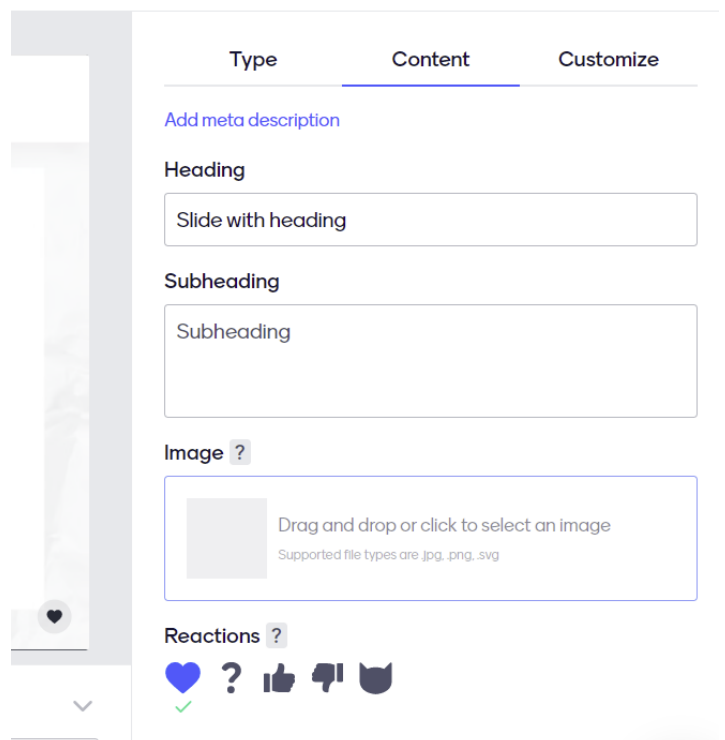 Type Content Customize
Add meta description
Heading
Slide with heading
Subheading
Subheading
Image ?
Drag and drop or click to select an image
Supported file types are .jpg, .png, .svg
Reactions ?
?